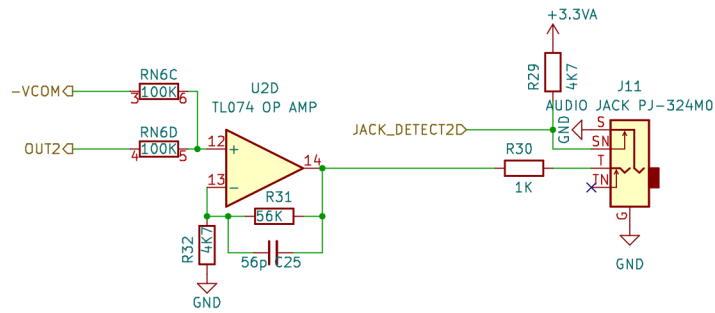 +3.3VA
R29
4K7
J11
AUDIO JACK PJ-324M0
RN6C
-VCOM
3
100K
6
U2D
TL074 OP AMP
JACK_DETECT2
GND
S
SN
T
TN
G
RN6D
OUT2
4
100K
5
12
+
14
R30
1K
13
-
R31
56K
R32
4K7
56p C25
GND
GND